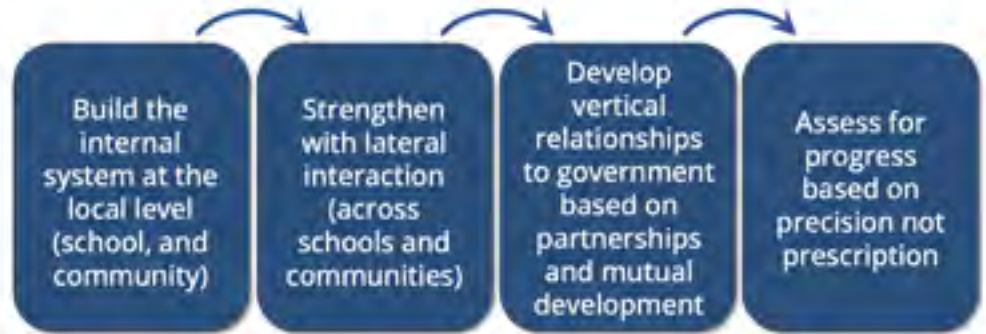 Build the
internal
system at the
local level
(school, and
community)
Strengthen
with lateral
interaction
(across
schools and
communities)
Develop
vertical
relationships
to government
based on
partnerships
and mutual
development
Assess for
progress
based on
precision not
prescription